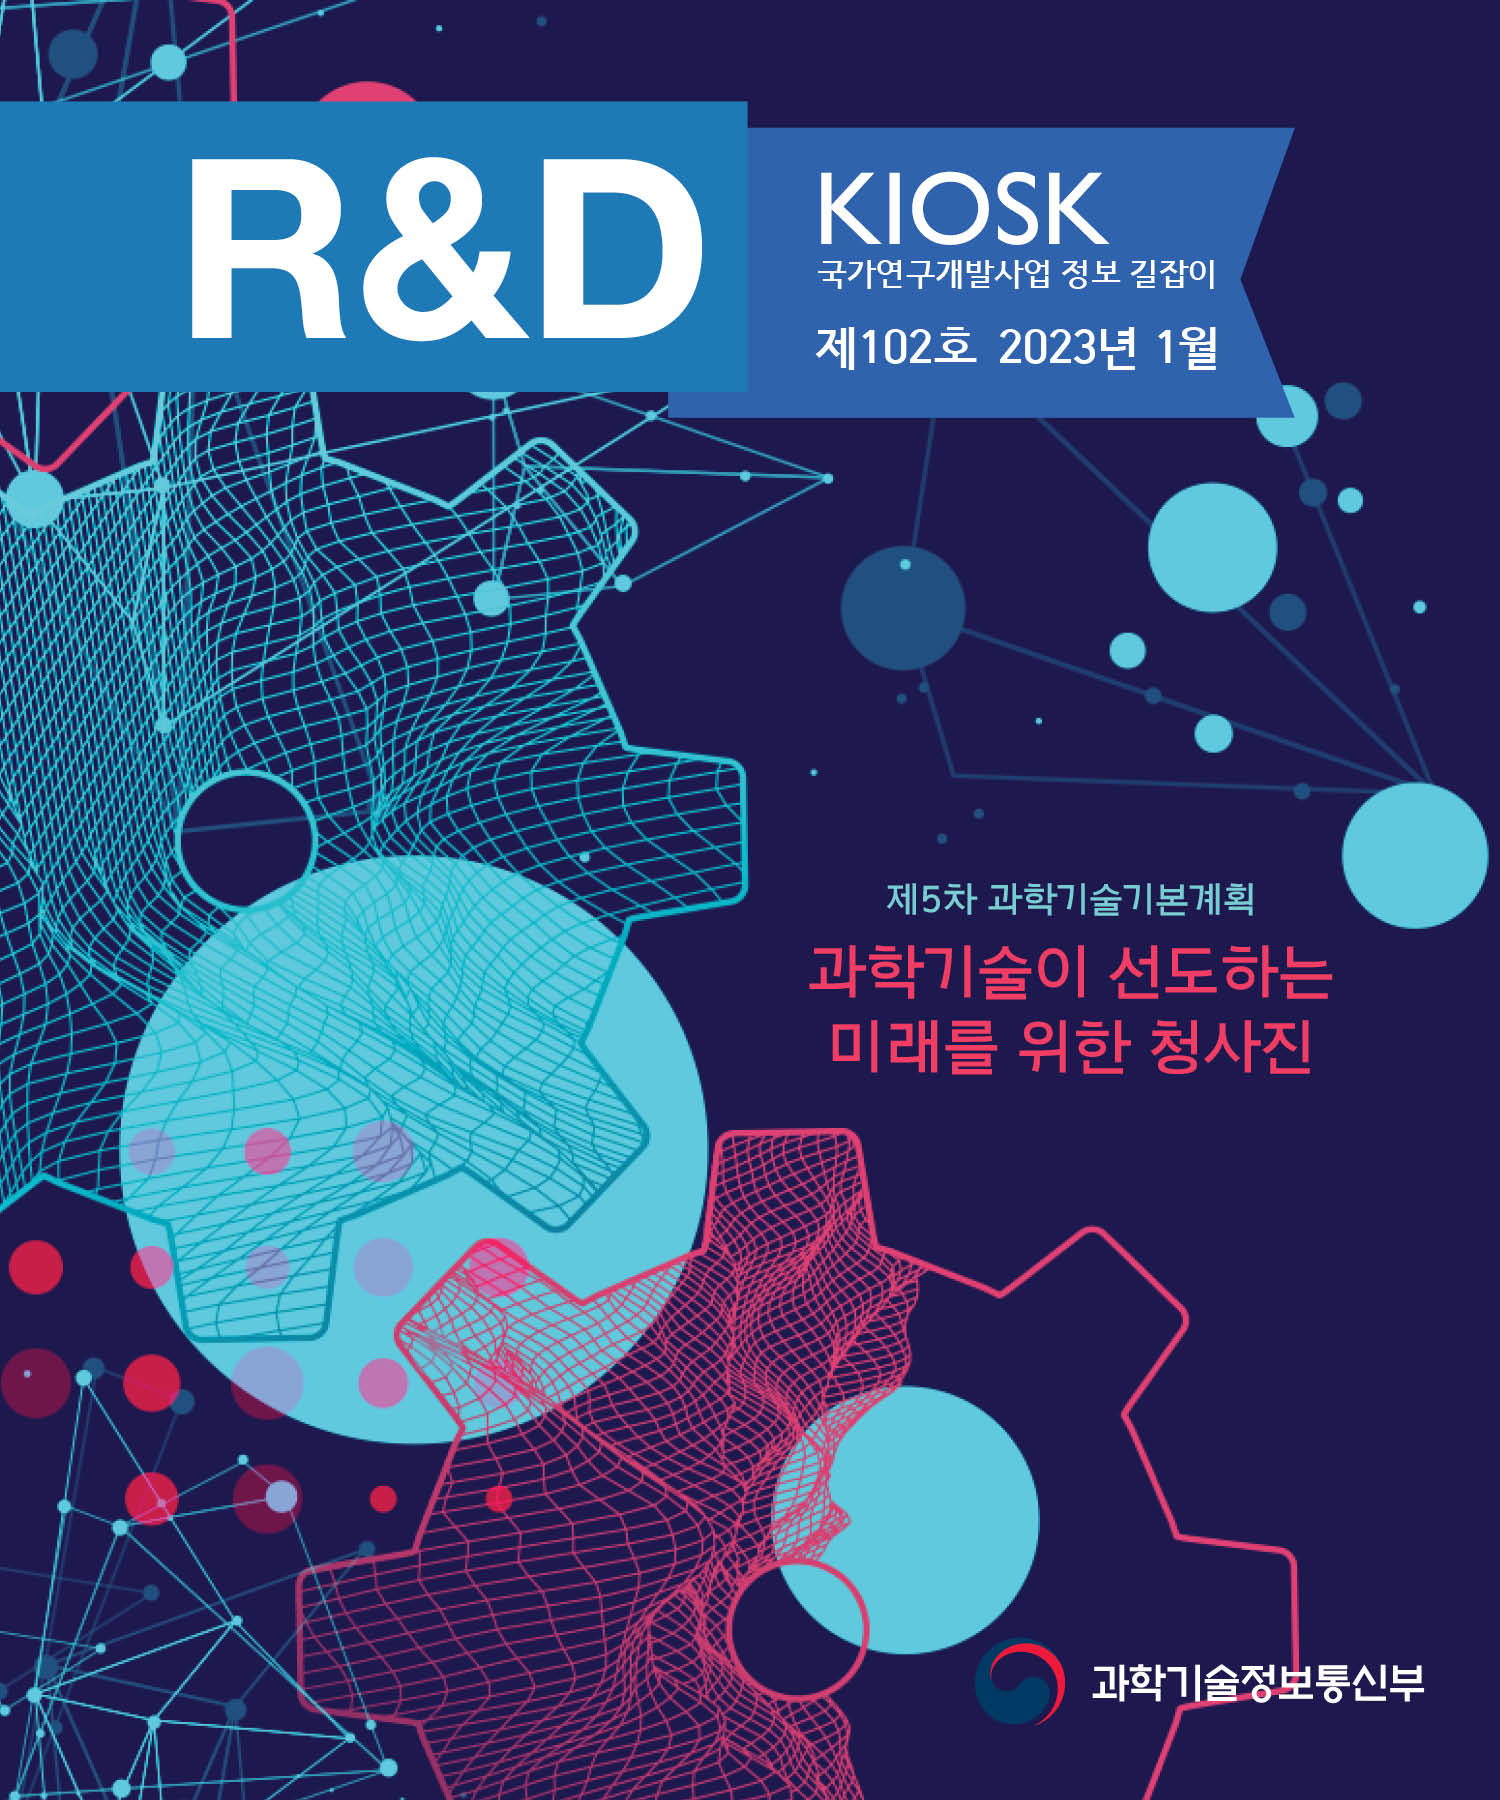 R&D
KIOSK
국가연구개발사업 정보 길잡이
제102호 2023년 1월
제5차 과학기술기본계획
과학기술이 선도하는
미래를 위한 청사진
과학기술정보통신부